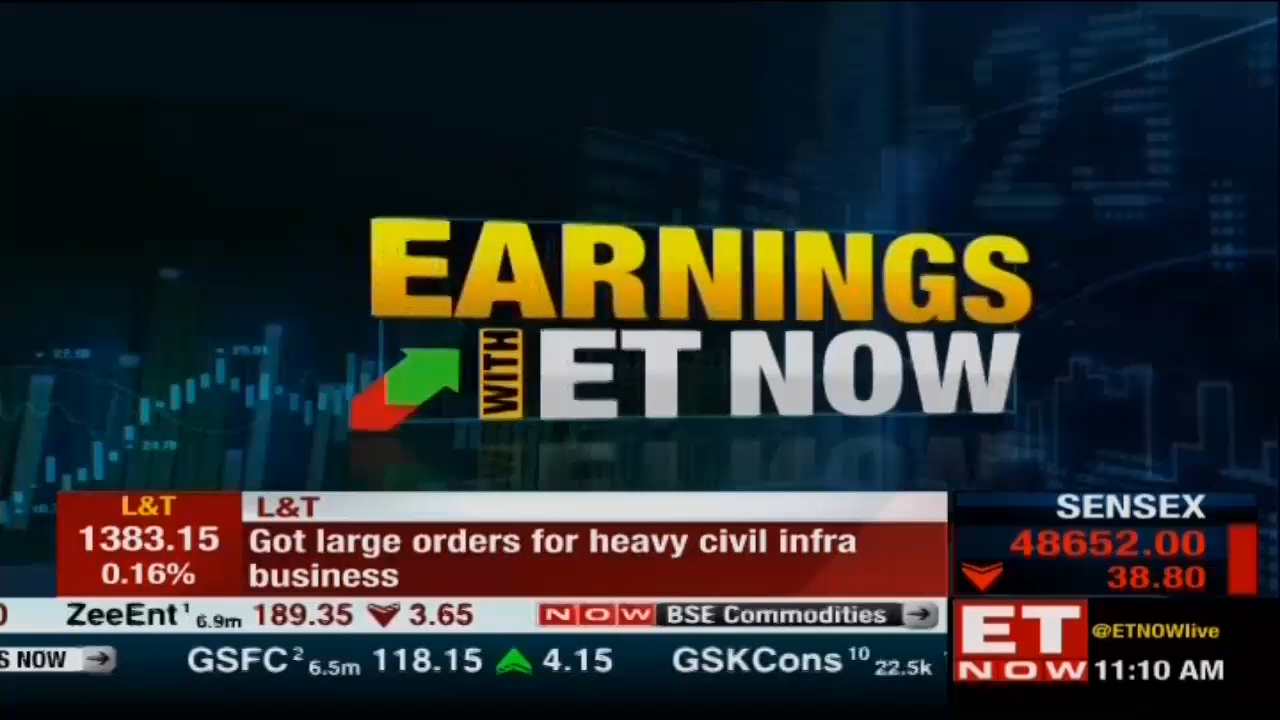 EARNINGS
WITH
ET NOW
L&T
1383.15
0.16%
L&T
Got large orders for heavy civil infra
business
SENSEX
48652.00
38.80
0 ZeeEnt 1 6.9m 189.35 3.65 NOW BSE Commodities
S NOW GSFC 2 6.5m 118.15 4.15 GSKCons 10 22.5k
ET
NOW
@ETNOWlive
11:10 AM